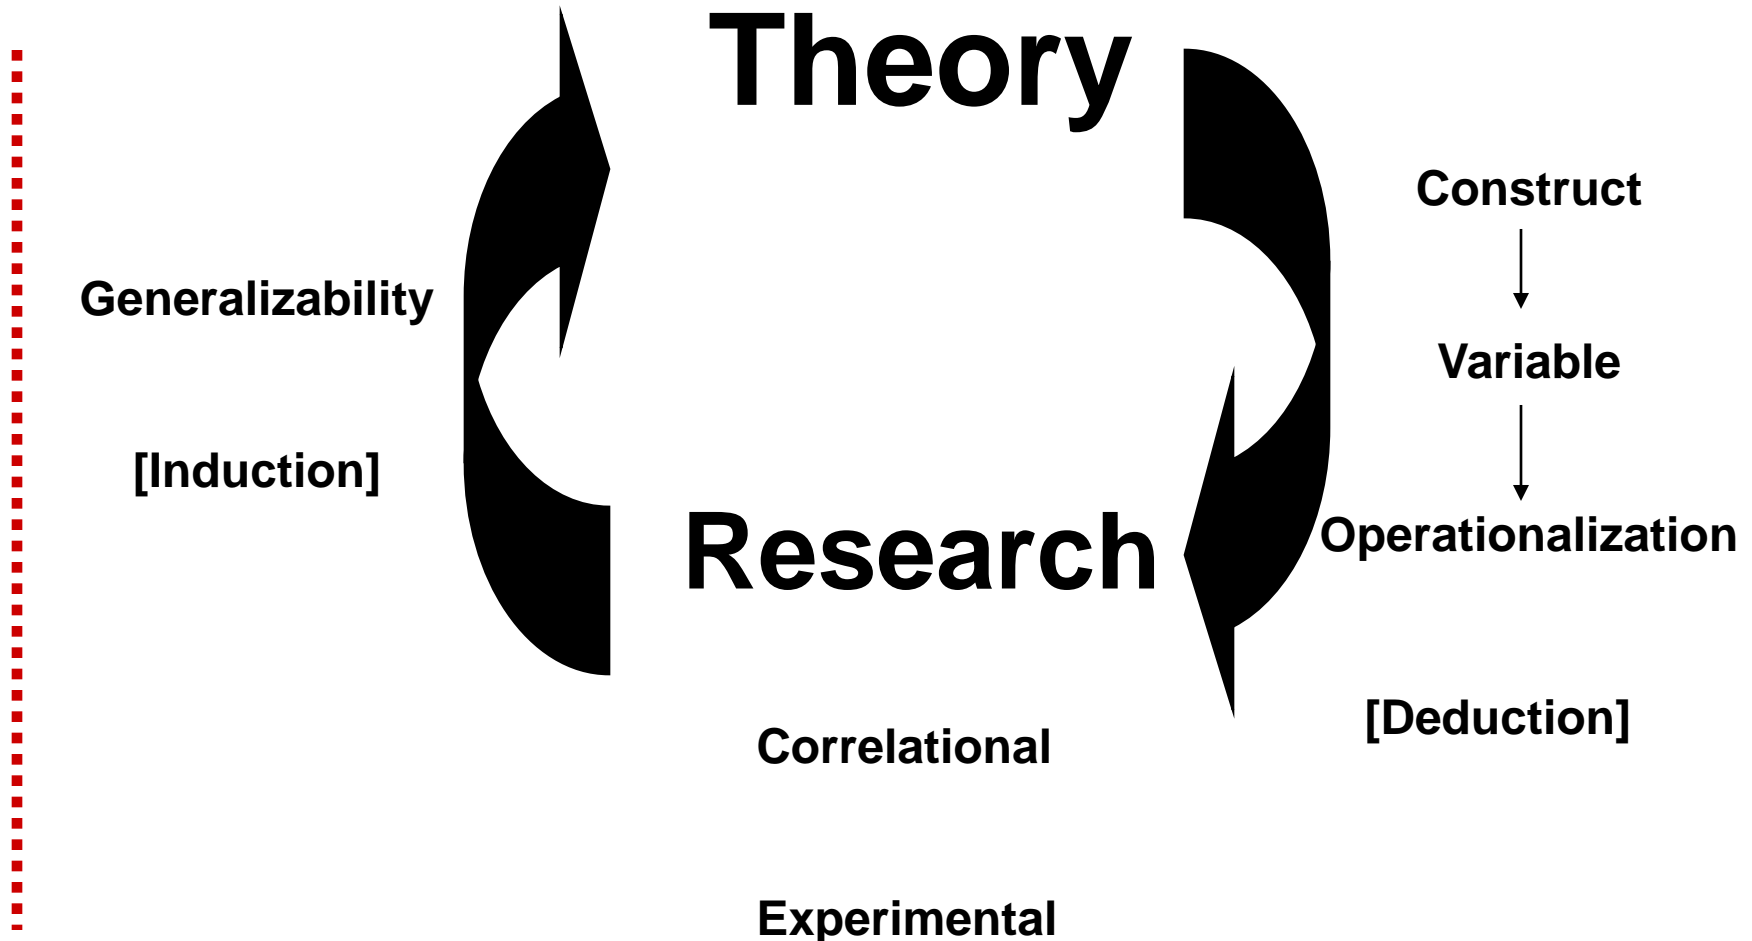 Theory
Construct
Generalizability
Variable
[Induction]
Research
Operationalization
[Deduction]
Correlational
Experimental